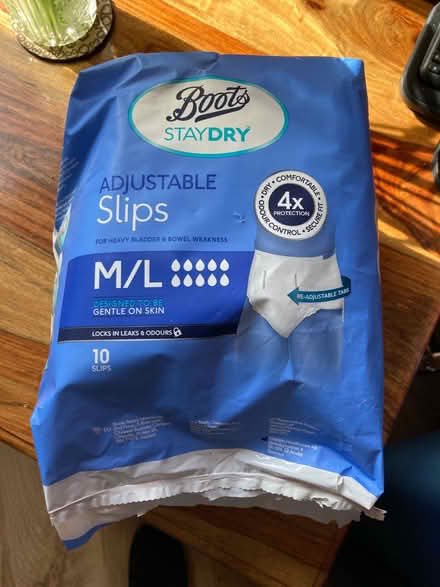 Boots
STAYDRY
ADJUSTABLE
Slips
FOR HEAVY BLADDER & BOWEL WEAKNESS
DRY • COMFORTABLE • SECURE FIT • ODOUR CONTROL •
4x
PROTECTION
M/L
DESIGNED TO BE
GENTLE ON SKIN
RE-ADJUSTABLE TABS
LOCKS IN LEAKS & ODOURS
10
SLIPS